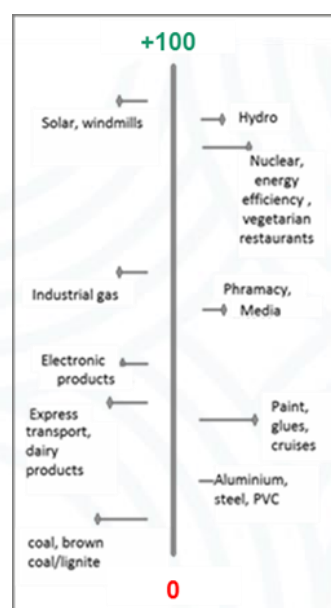 +100
Solar, windmills
Hydro
Nuclear,
energy
efficiency ,
vegetarian
restaurants
Industrial gas
Phramacy,
Media
Electronic
products
Express
transport,
dairy
products
Paint,
glues,
cruises
Aluminium,
steel, PVC
coal, brown
coal/lignite
0